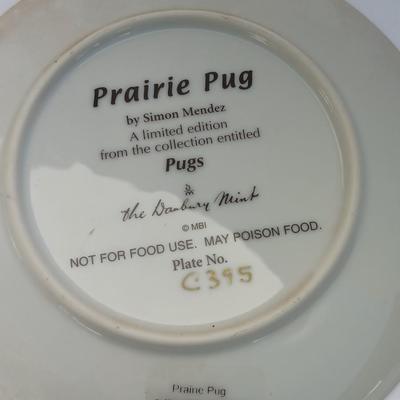 Prairie Pug
by Simon Mendez
A limited edition
from the collection entitled
Pugs
the Danbury Mint
© MBI
NOT FOR FOOD USE. MAY POISON FOOD.
Plate No.
C395
Prairie Pug